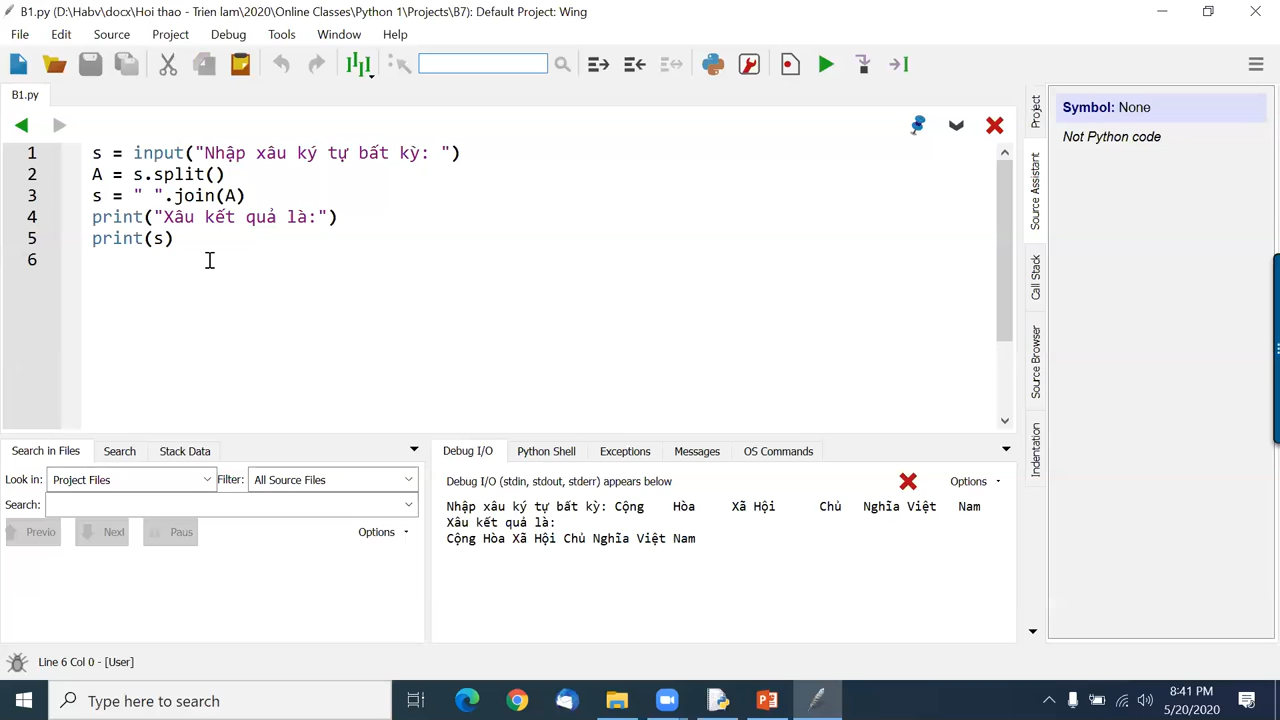 B1.py (D:\Habv\docx\Hoi thao - Trien lam\2020\Online Classes\Python 1\Projects\B7): Default Project: Wing
File Edit Source Project Debug Tools Window Help
B1.py
1 s = input("Nhập xâu ký tự bất kỳ: ")
2 A = s.split()
3 s = " ".join(A)
4 print("Xâu kết quả là:")
5 print(s)
6
Project
Source Assistant
Call Stack
Source Browser
Indentation
Symbol: None
Not Python code
Search in Files Search Stack Data
Look in: Project Files Filter: All Source Files
Search:
Previo Next Paus Options
Debug I/O Python Shell Exceptions Messages OS Commands
Debug I/O (stdin, stdout, stderr) appears below Options
Nhập xâu ký tự bất kỳ: Cộng    Hòa     Xã Hội      Chủ   Nghĩa Việt   Nam
Xâu kết quả là:
Cộng Hòa Xã Hội Chủ Nghĩa Việt Nam
Line 6 Col 0 - [User]
Type here to search
8:41 PM
5/20/2020